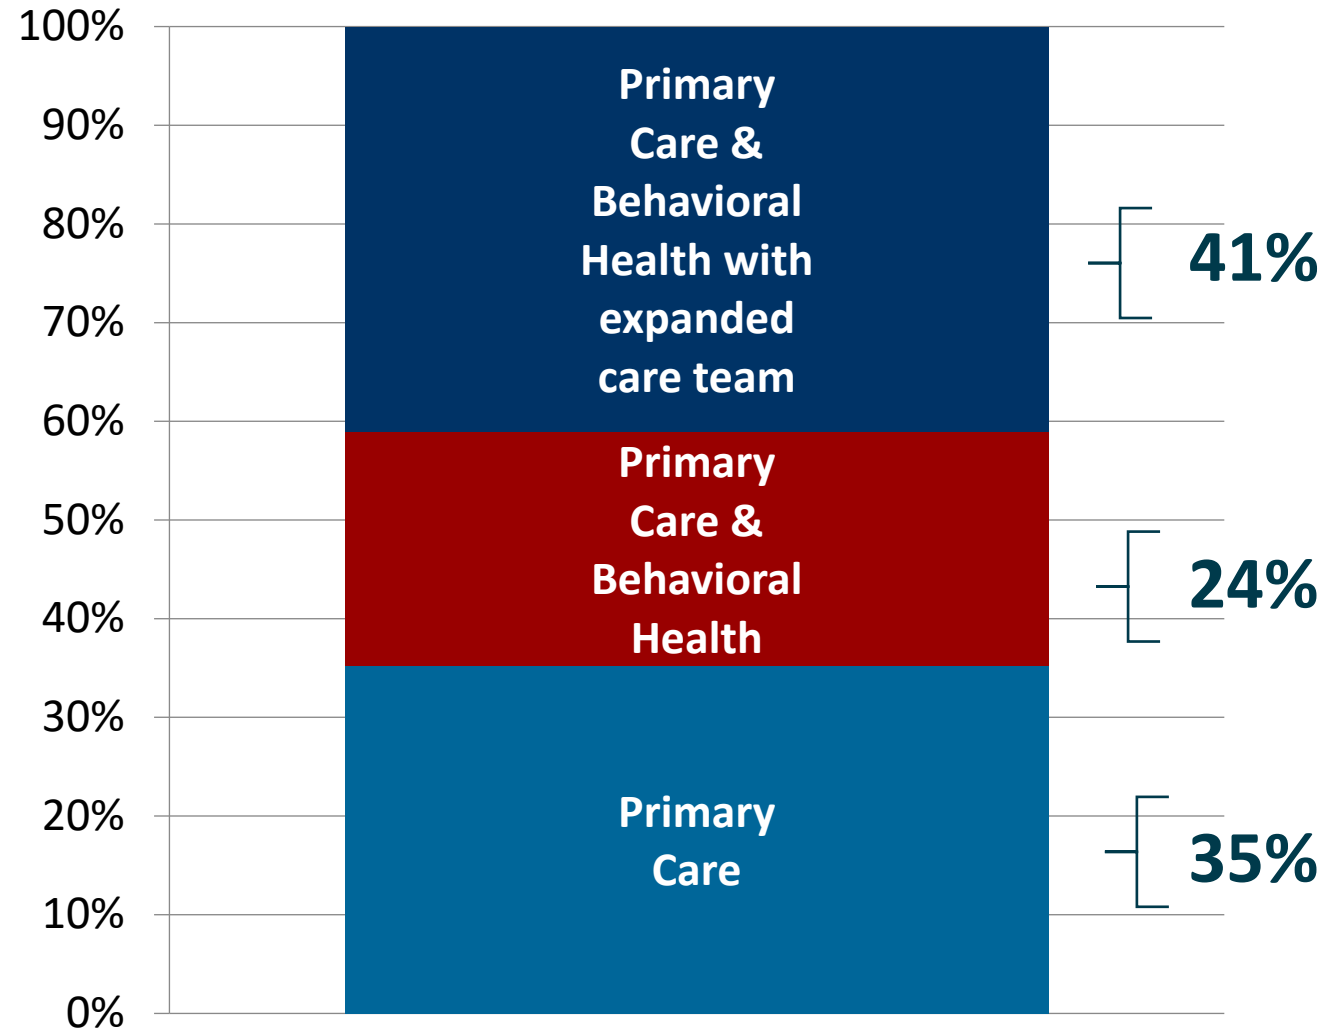 100%
90%
80%
70%
60%
50%
40%
30%
20%
10%
0%
Primary
Care &
Behavioral
Health with
expanded
care team
Primary
Care &
Behavioral
Health
Primary
Care
41%
24%
35%